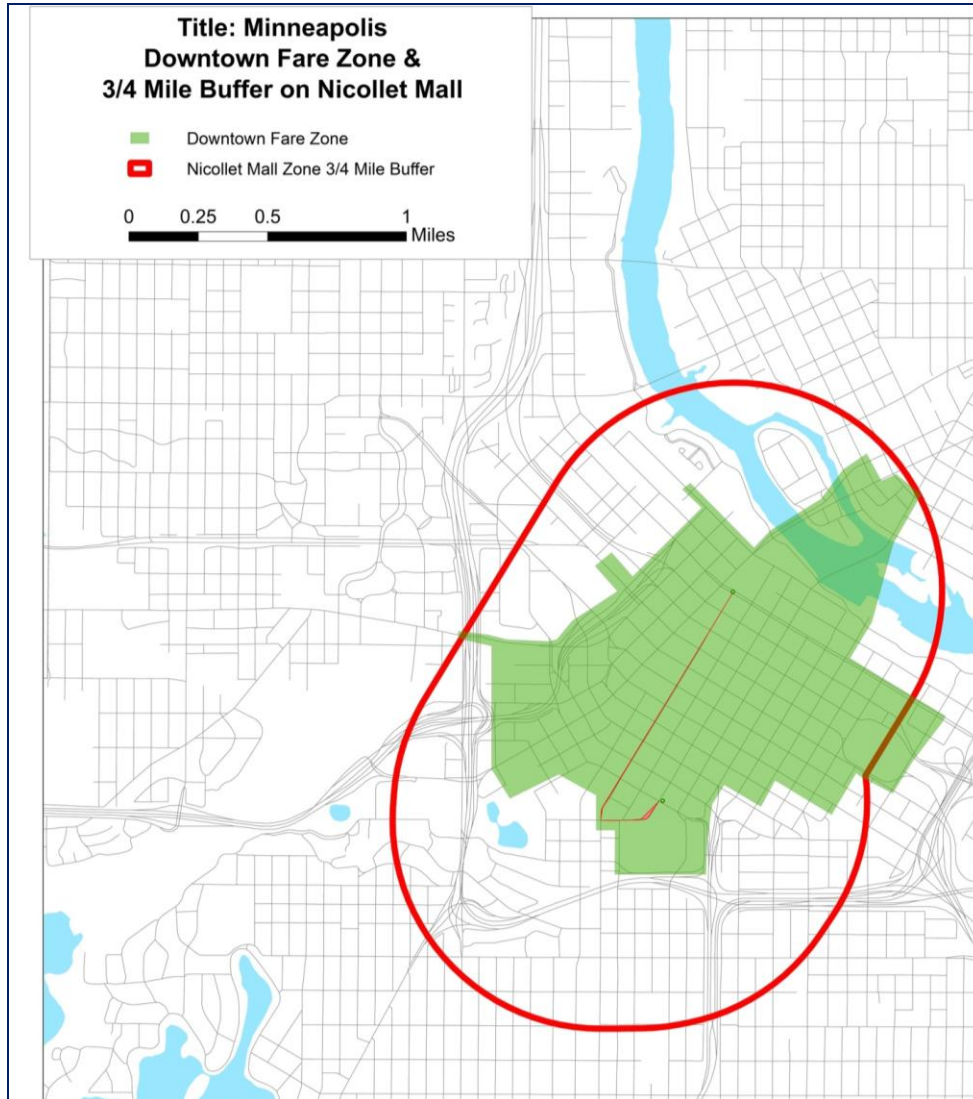 Title: Minneapolis
Downtown Fare Zone &
3/4 Mile Buffer on Nicollet Mall
Downtown Fare Zone
Nicollet Mall Zone 3/4 Mile Buffer
0 0.25 0.5 1
Miles